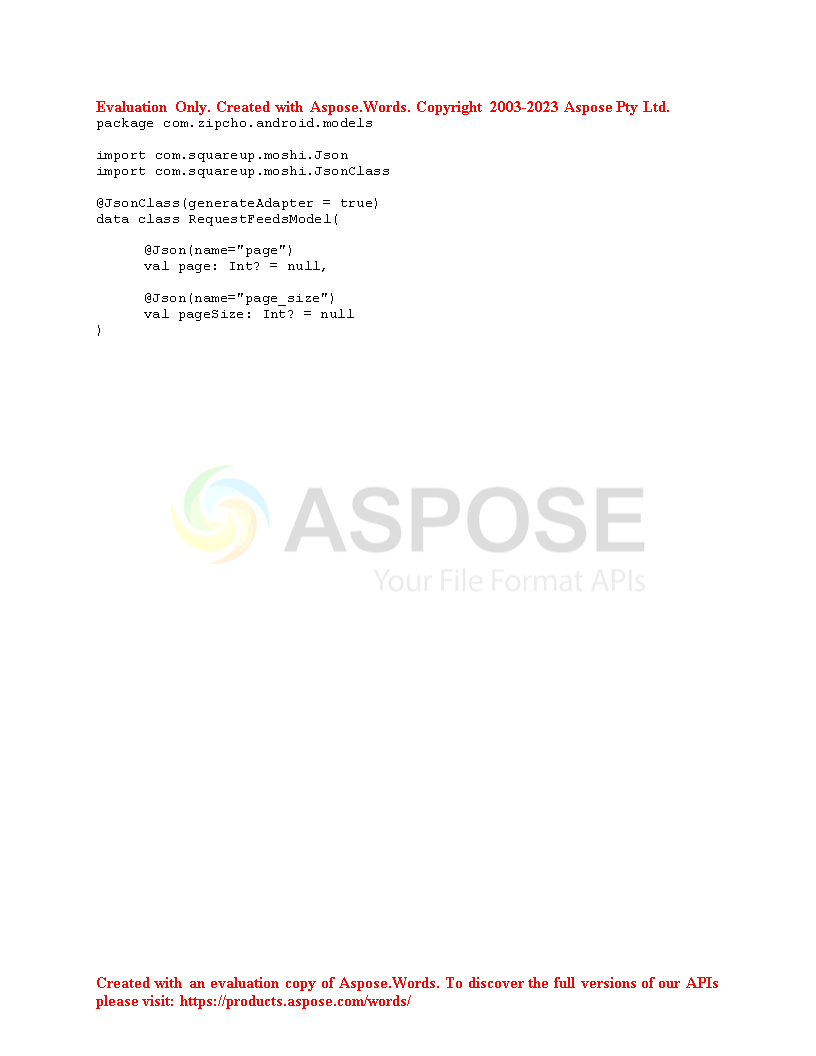 Evaluation Only. Created with Aspose.Words. Copyright 2003-2023 Aspose Pty Ltd.
package com.zipcho.android.models
import com.squareup.moshi.Json
import com.squareup.moshi.JsonClass
@JsonClass(generateAdapter = true)
data class RequestFeedsModel(
@Json(name="page")
val page: Int? = null,
@Json(name="page_size")
val pageSize: Int? = null
)
ASPOSE
Your File Format APIs
Created with an evaluation copy of Aspose.Words. To discover the full versions of our APIs
please visit: https://products.aspose.com/words/